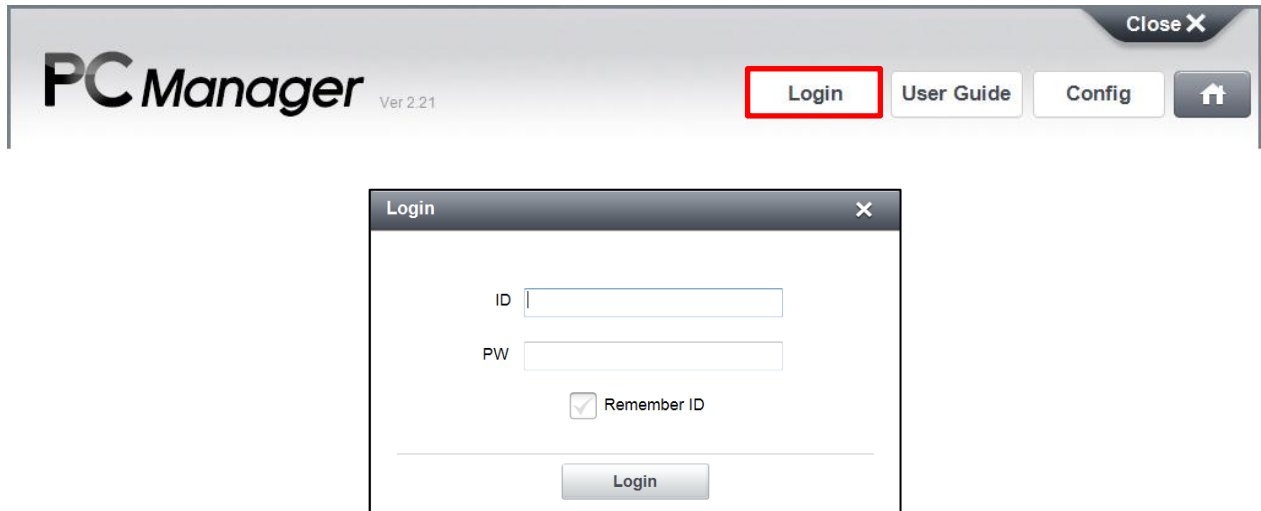 Close
PC Manager Ver 2.21
Login User Guide Config
Login
ID
PW
Remember ID
Login